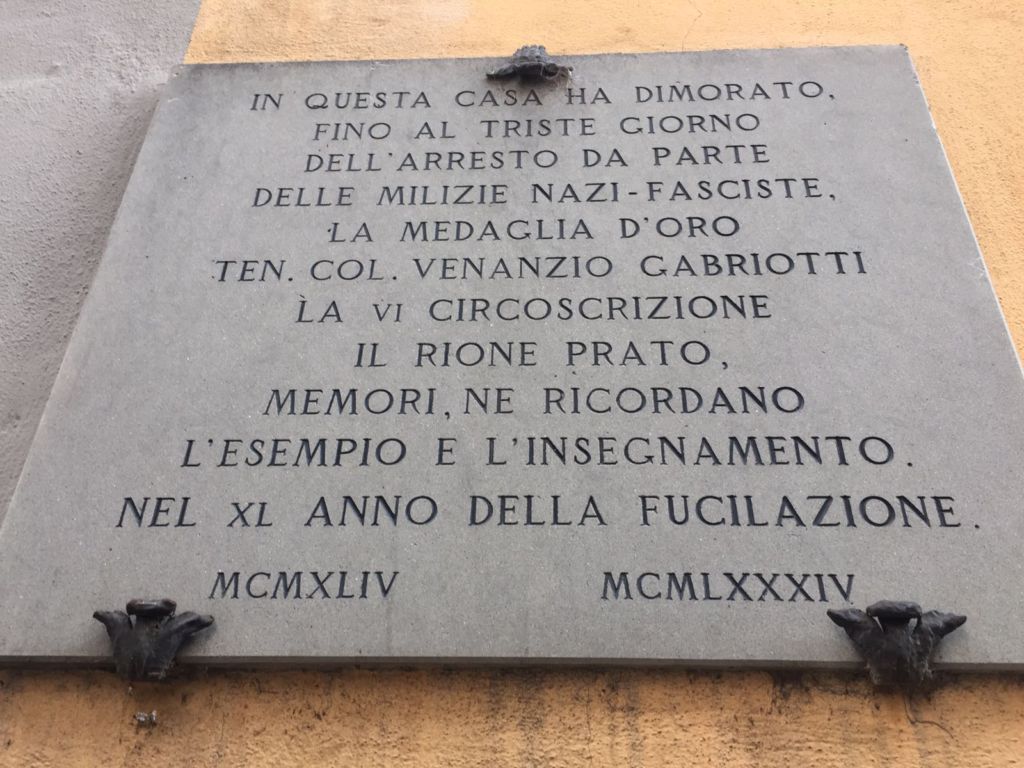 IN QUESTA CASA HA DIMORATO,
FINO AL TRISTE GIORNO
DELL'ARRESTO DA PARTE
DELLE MILIZIE NAZI-FASCISTE,
LA MEDAGLIA D'ORO
TEN. COL. VENANZIO GABRIOTTI
LA VI CIRCOSCRIZIONE
IL RIONE PRATO,
MEMORI, NE RICORDANO
L'ESEMPIO E L'INSEGNAMENTO.
NEL XL ANNO DELLA FUCILAZIONE.
MCMXLIV MCMLXXXIV